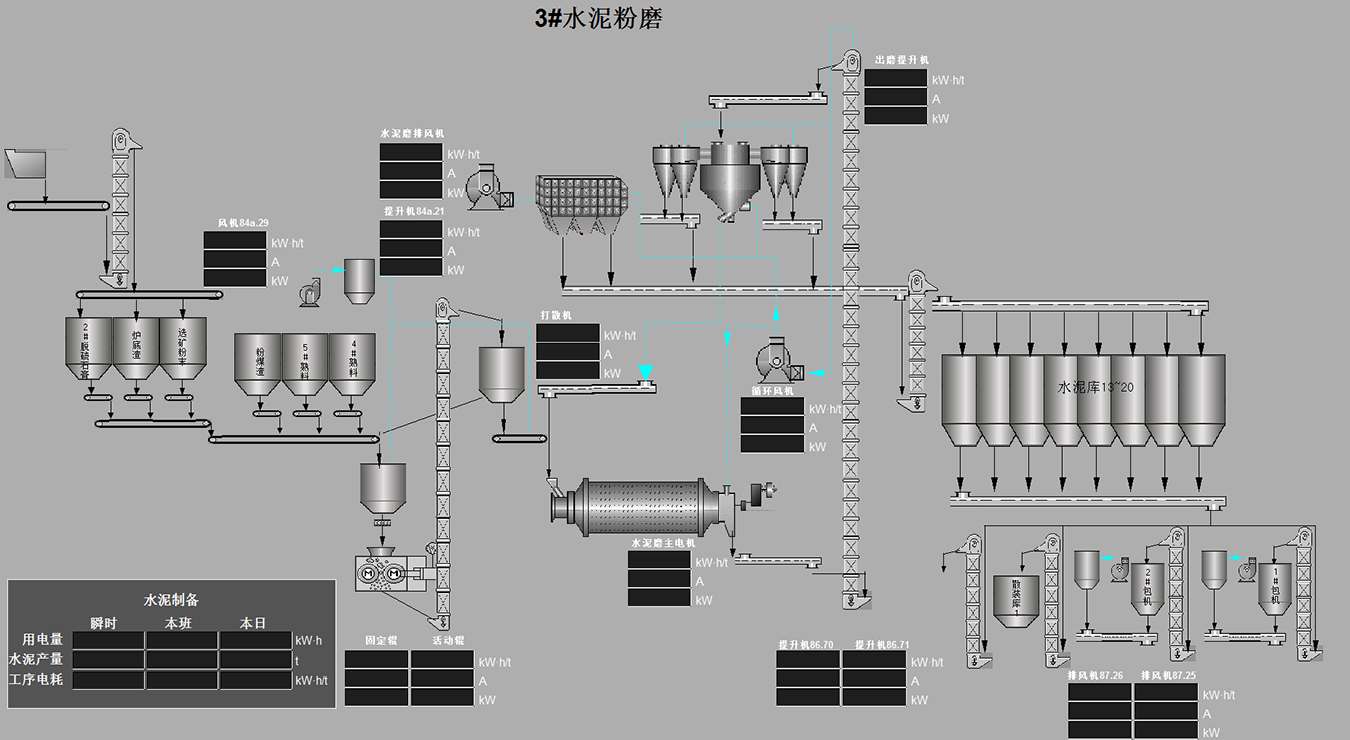 3#水泥粉磨
出磨提升机
kW·h/t
A
kW
水泥磨排风机
kW·h/t
A
kW
提升机84a.21
kW·h/t
A
kW
风机84a.29
kW·h/t
A
kW
2#脱硫石膏
炉底渣
选矿粉末
粉煤渣
5#熟料
4#熟料
打散机
kW·h/t
A
kW
循环风机
kW·h/t
A
kW
水泥库13~20
水泥磨主电机
kW·h/t
A
kW
M M
散装库1
2#包机
1#包机
水泥制备
瞬时 本班 本日
用电量 kW·h
水泥产量 t
工序电耗 kW·h/t
固定辊 活动辊
kW·h/t
A
kW
提升机86.70 提升机86.71
kW·h/t
A
kW
排风机87.26 排风机87.25
kW·h/t
A
kW